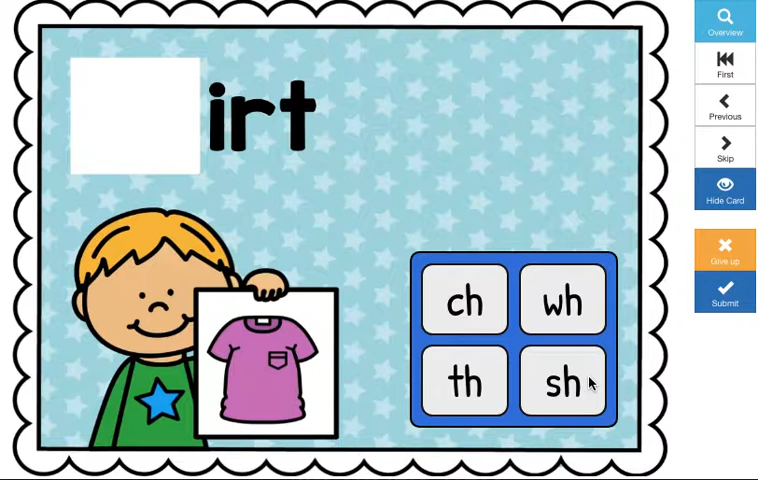 irt
ch wh
th sh
Overview
First
Previous
Skip
Hide Card
Give up
Submit